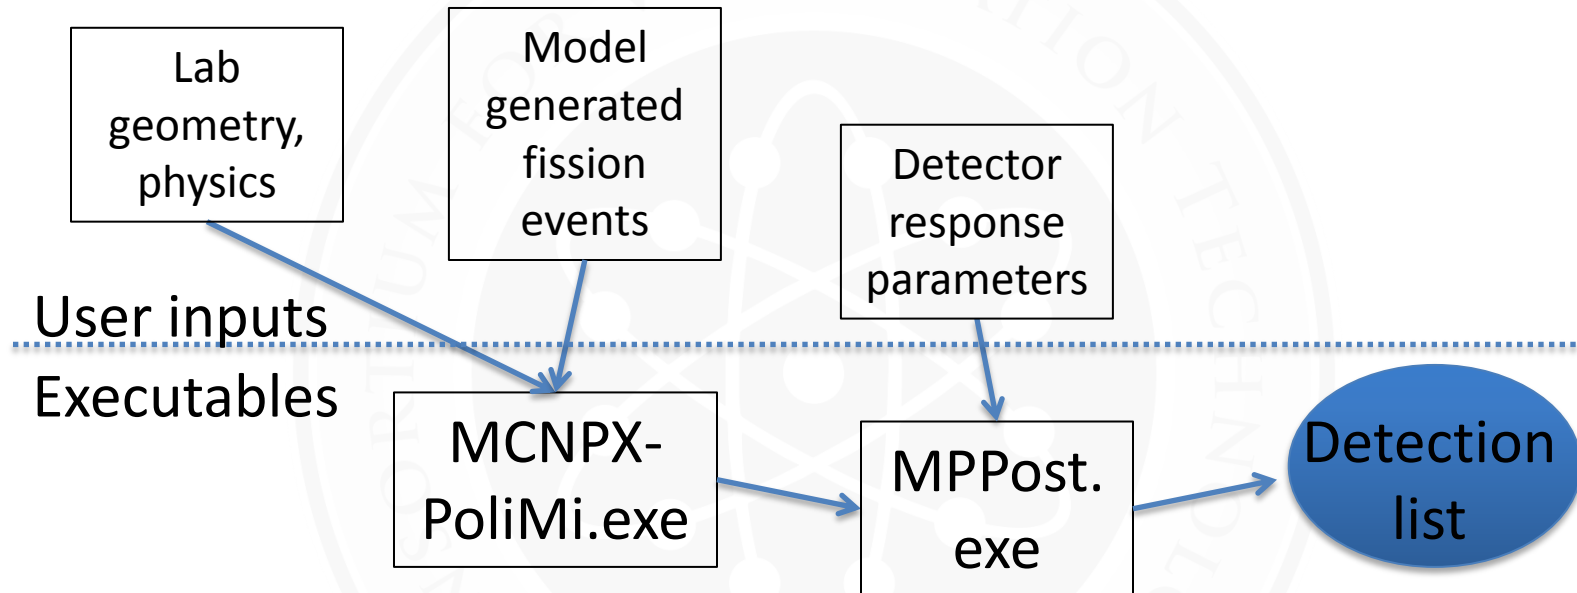 Lab
geometry,
physics
Model
generated
fission
events
Detector
response
parameters
User inputs
Executables
MCNPX-
PoliMi.exe
MPPost.
exe
Detection
list